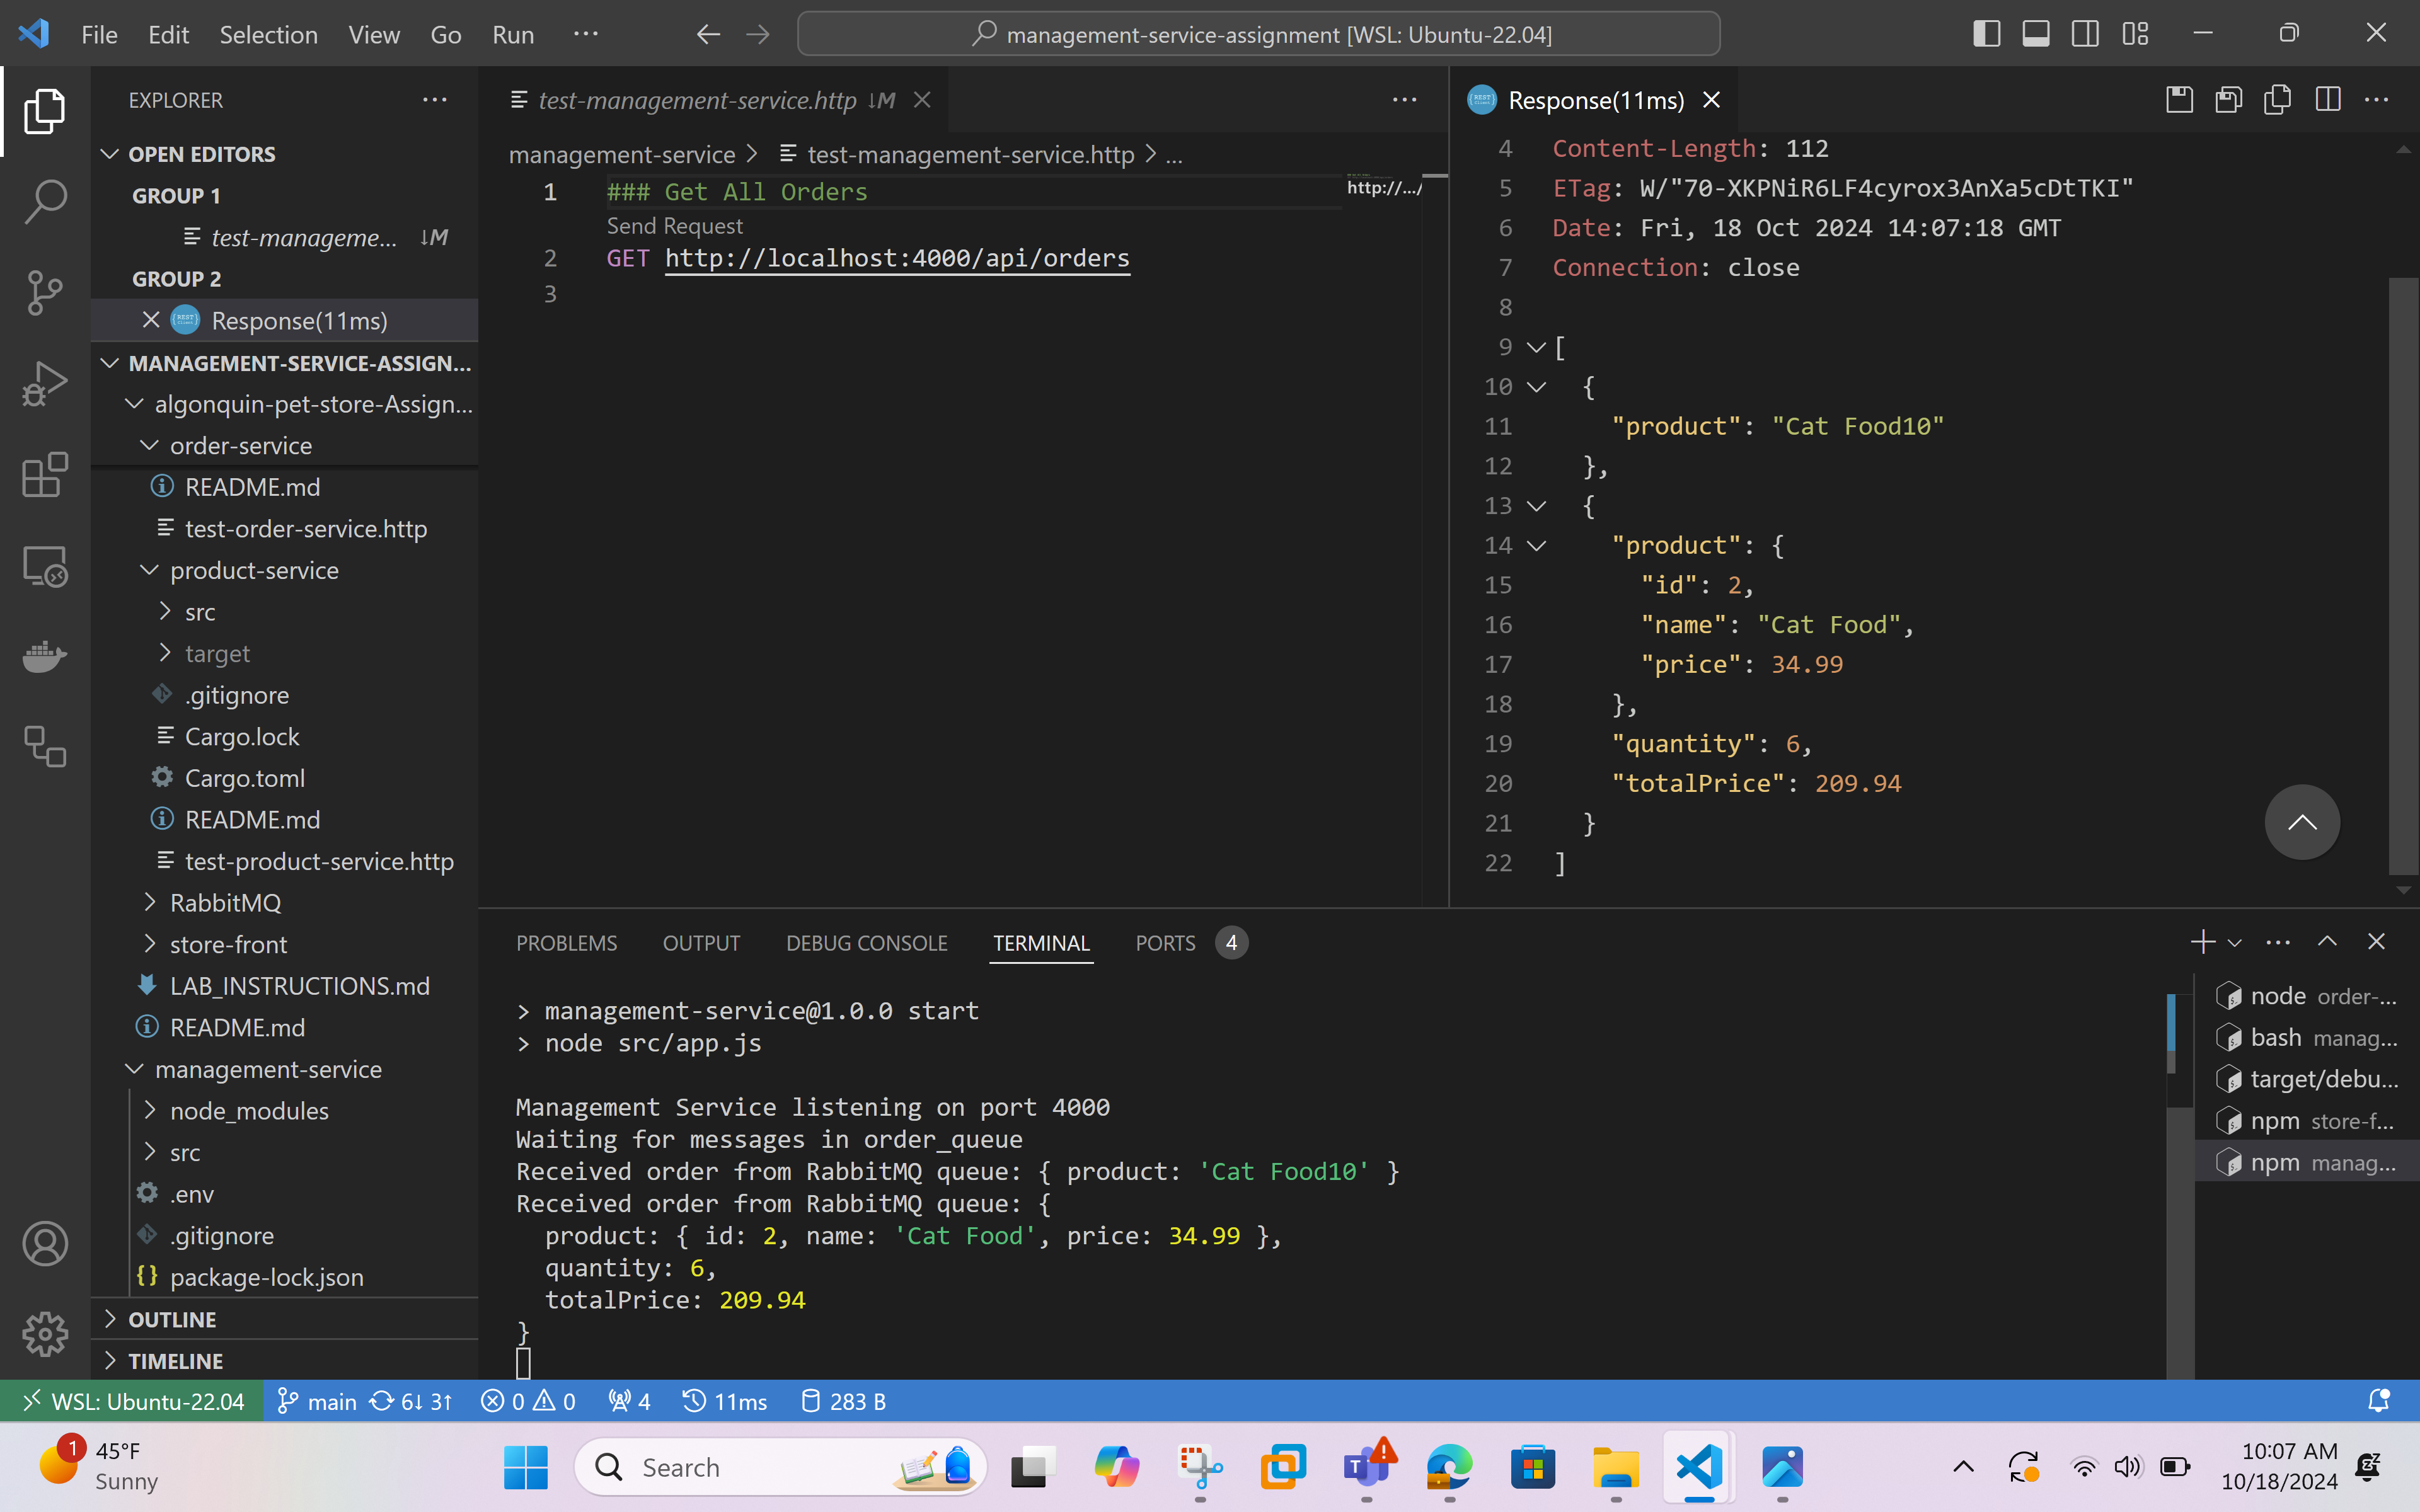 File Edit Selection View Go Run ...
management-service-assignment [WSL: Ubuntu-22.04]
EXPLORER
OPEN EDITORS
GROUP 1
test-manageme... ↓M
GROUP 2
Response(11ms)
MANAGEMENT-SERVICE-ASSIGN...
algonquin-pet-store-Assign...
order-service
README.md
test-order-service.http
product-service
src
target
.gitignore
Cargo.lock
Cargo.toml
README.md
test-product-service.http
RabbitMQ
store-front
LAB_INSTRUCTIONS.md
README.md
management-service
node_modules
src
.env
.gitignore
package-lock.json
OUTLINE
TIMELINE
test-management-service.http ↓M
management-service > test-management-service.http > ...
1 ### Get All Orders
Send Request
2 GET http://localhost:4000/api/orders
3
http://.../
Response(11ms)
4 Content-Length: 112
5 ETag: W/"70-XKPNiR6LF4cyrox3AnXa5cDtTKI"
6 Date: Fri, 18 Oct 2024 14:07:18 GMT
7 Connection: close
8
9 [
10 {
11 "product": "Cat Food10"
12 },
13 {
14 "product": {
15 "id": 2,
16 "name": "Cat Food",
17 "price": 34.99
18 },
19 "quantity": 6,
20 "totalPrice": 209.94
21 }
22 ]
PROBLEMS OUTPUT DEBUG CONSOLE TERMINAL PORTS 4
> management-service@1.0.0 start
> node src/app.js
Management Service listening on port 4000
Waiting for messages in order_queue
Received order from RabbitMQ queue: { product: 'Cat Food10' }
Received order from RabbitMQ queue: {
product: { id: 2, name: 'Cat Food', price: 34.99 },
quantity: 6,
totalPrice: 209.94
}
node order-...
bash manag...
target/debu...
npm store-f...
npm manag...
WSL: Ubuntu-22.04 main 6↓ 3↑ 0 0 4 11ms 283 B
1
45°F
Sunny
Search
10:07 AM
10/18/2024